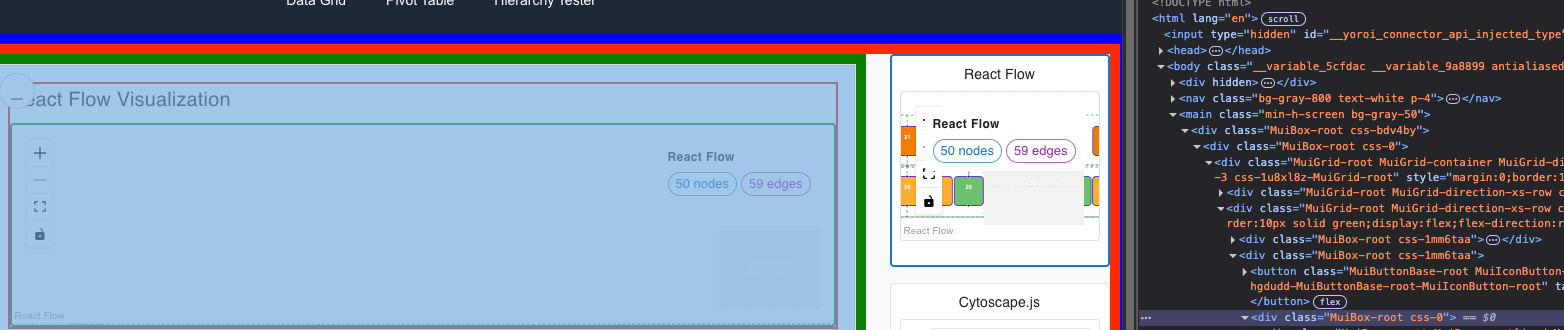 Data Grid Pivot Table Hierarchy Tester
React Flow Visualization
React Flow
50 nodes 59 edges
React Flow
React Flow
21
React Flow
50 nodes 59 edges
24
26
React Flow
Cytoscape.js
<!DOCTYPE html>
<html lang="en"> scroll
<input type="hidden" id="__yoroi_connector_api_injected_type"
<head> </head>
<body class="__variable_5cfdac __variable_9a8899 antialiased
<div hidden> </div>
<nav class="bg-gray-800 text-white p-4"> </nav>
<main class="min-h-screen bg-gray-50">
<div class="MuiBox-root css-bdv4by">
<div class="MuiBox-root css-0">
<div class="MuiGrid-root MuiGrid-container MuiGrid-di
-3 css-1u8xl8z-MuiGrid-root" style="margin:0;border:1
<div class="MuiGrid-root MuiGrid-direction-xs-row c
<div class="MuiGrid-root MuiGrid-direction-xs-row c
rder:10px solid green;display:flex;flex-direction:r
<div class="MuiBox-root css-1mm6taa"> </div>
<div class="MuiBox-root css-1mm6taa">
<button class="MuiButtonBase-root MuiIconButton-
hgdudd-MuiButtonBase-root-MuiIconButton-root" ta
</button> flex
<div class="MuiBox-root css-0"> == $0